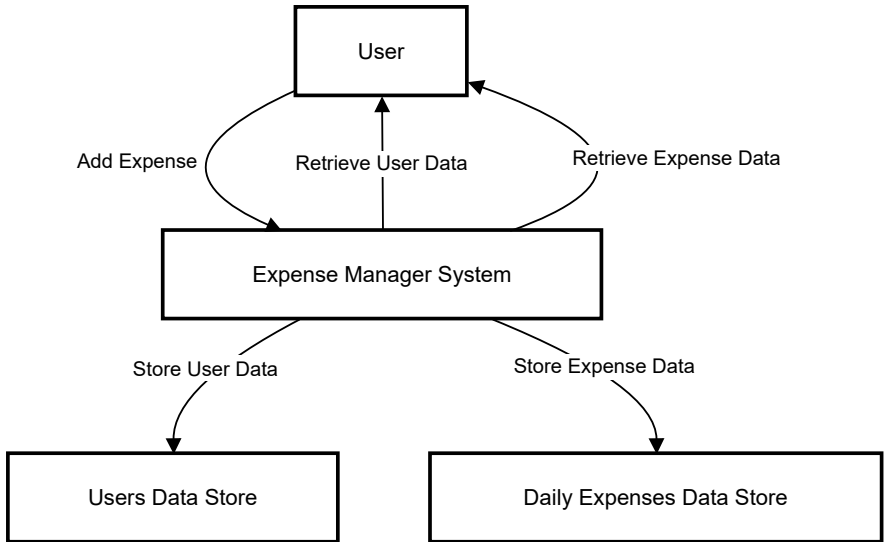 User
Add Expense
Retrieve User Data
Retrieve Expense Data
Expense Manager System
Store User Data
Store Expense Data
Users Data Store
Daily Expenses Data Store